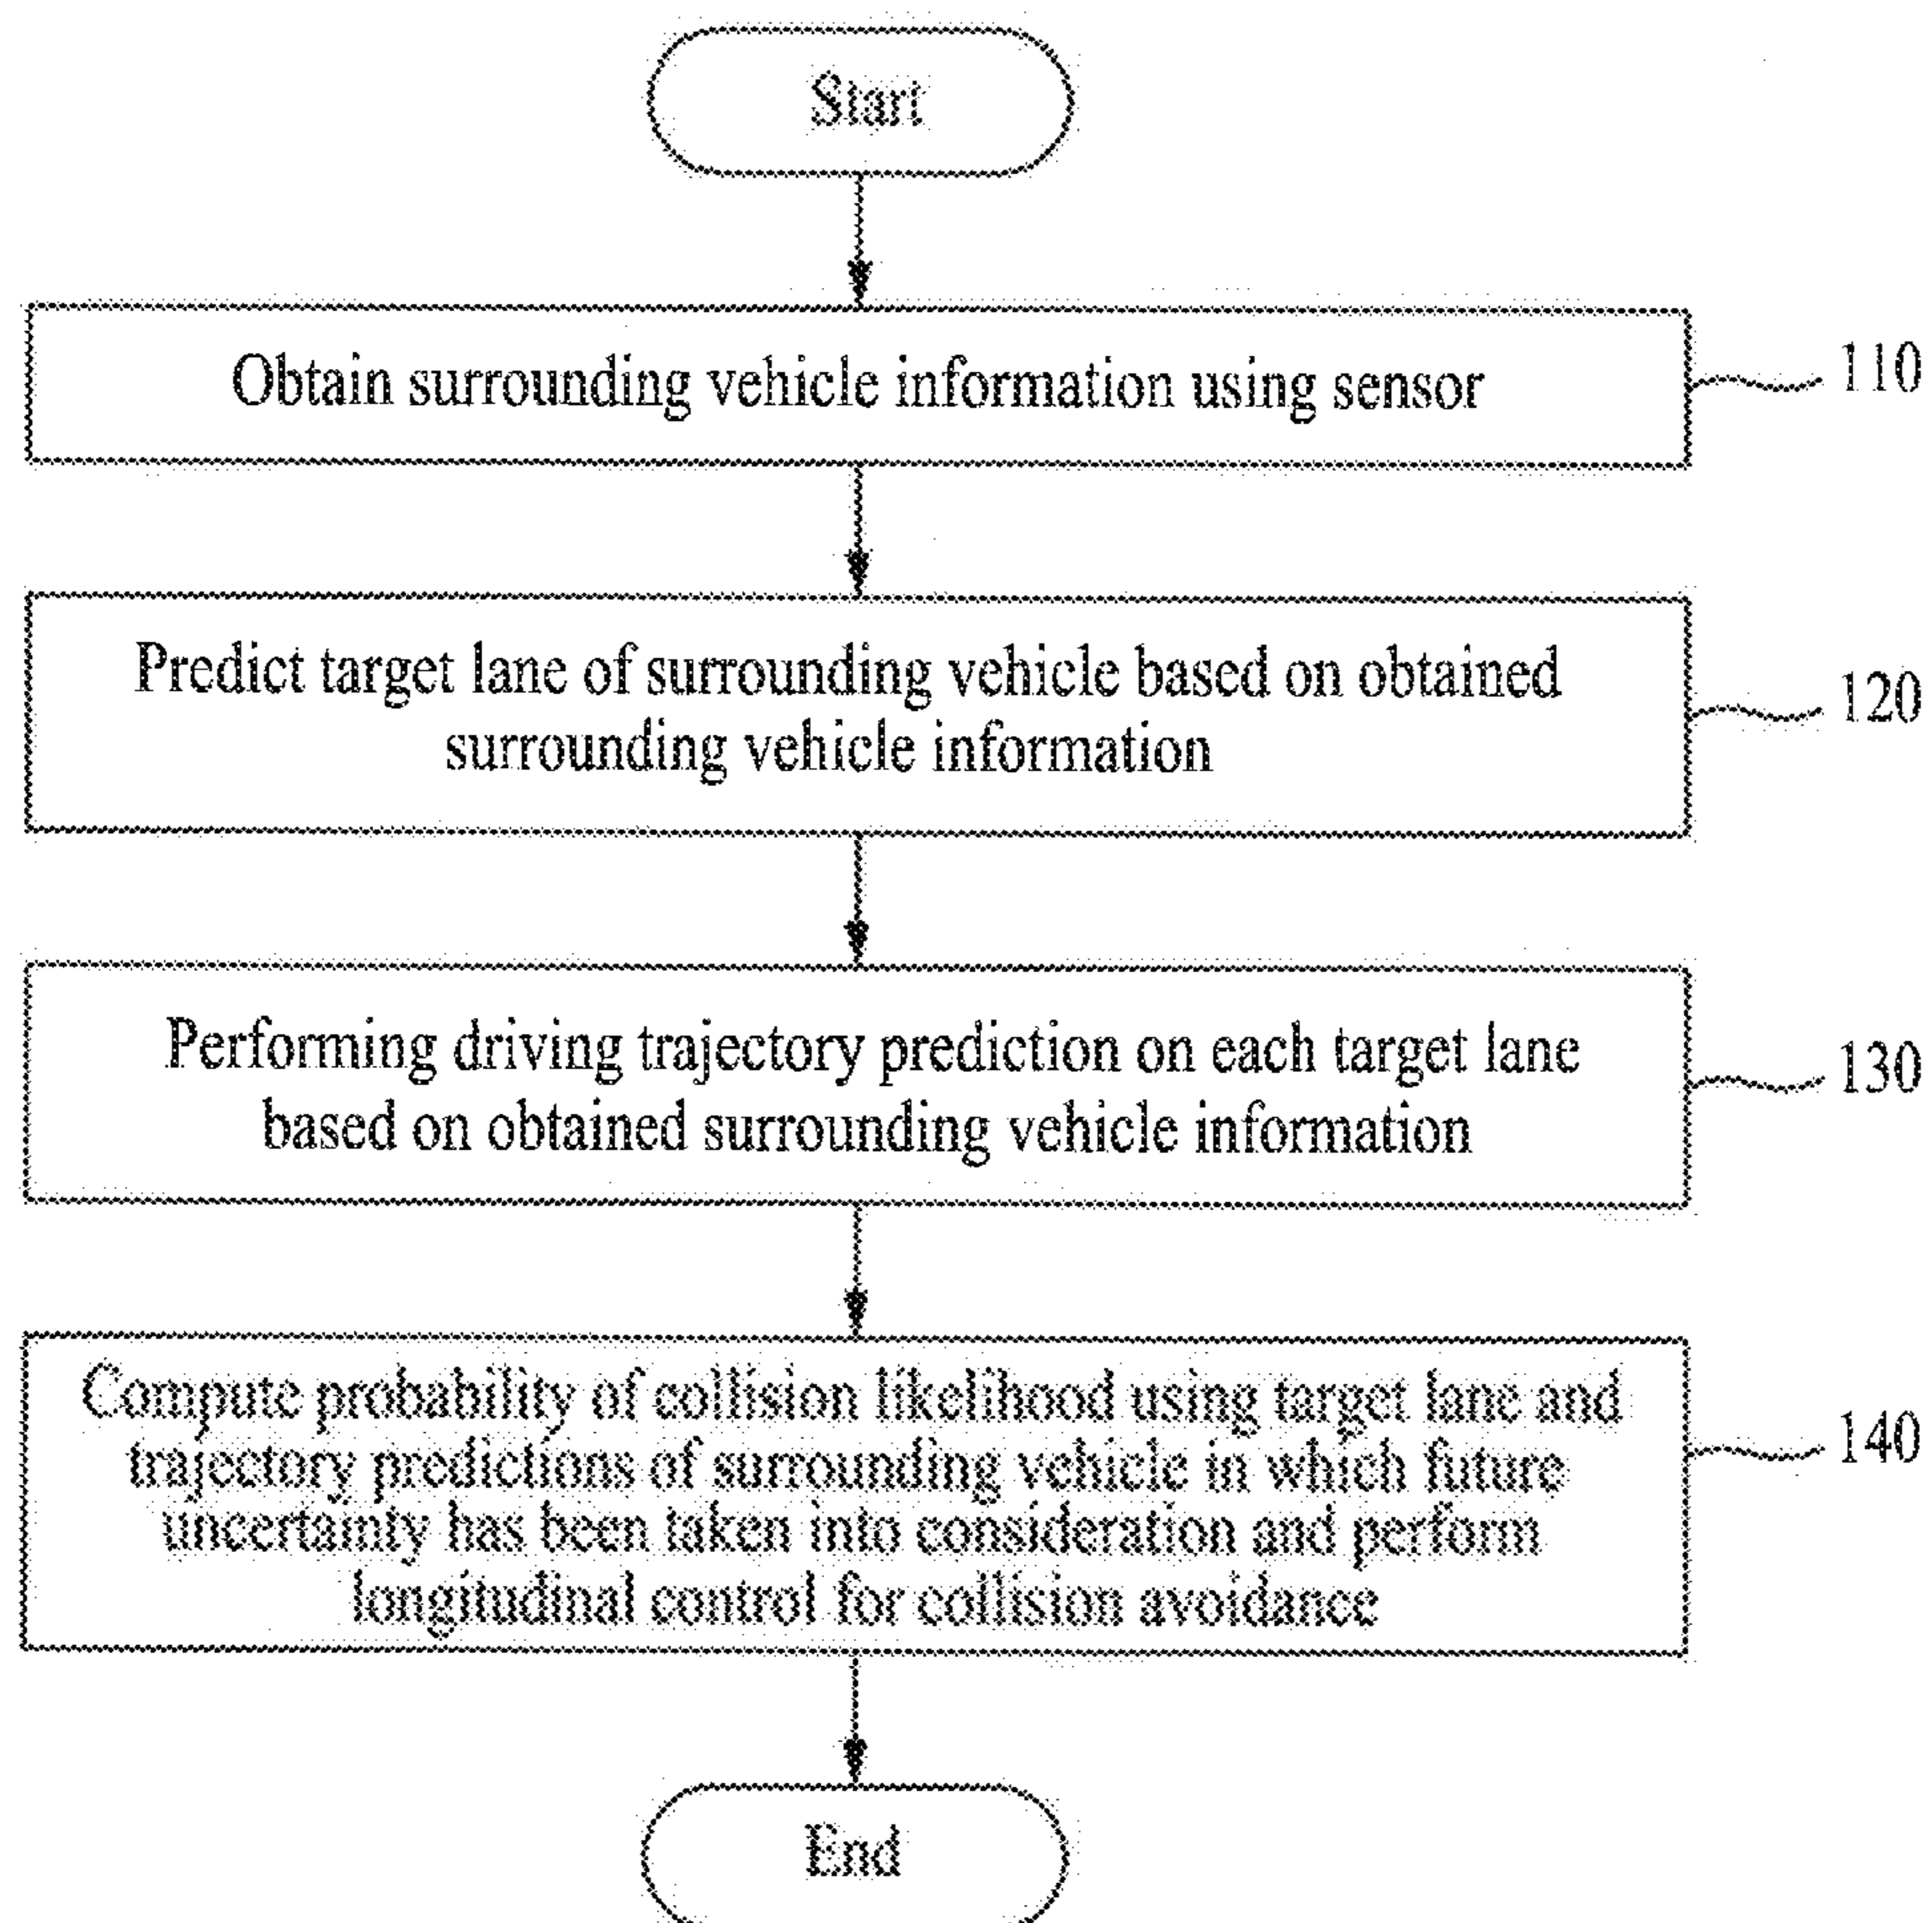 Start
Obtain surrounding vehicle information using sensor
110
Predict target lane of surrounding vehicle based on obtained
surrounding vehicle information
120
Performing driving trajectory prediction on each target lane
based on obtained surrounding vehicle information
130
Compute probability of collision likelihood using target lane and
trajectory predictions of surrounding vehicle in which future
uncertainty has been taken into consideration and perform
longitudinal control for collision avoidance
140
End